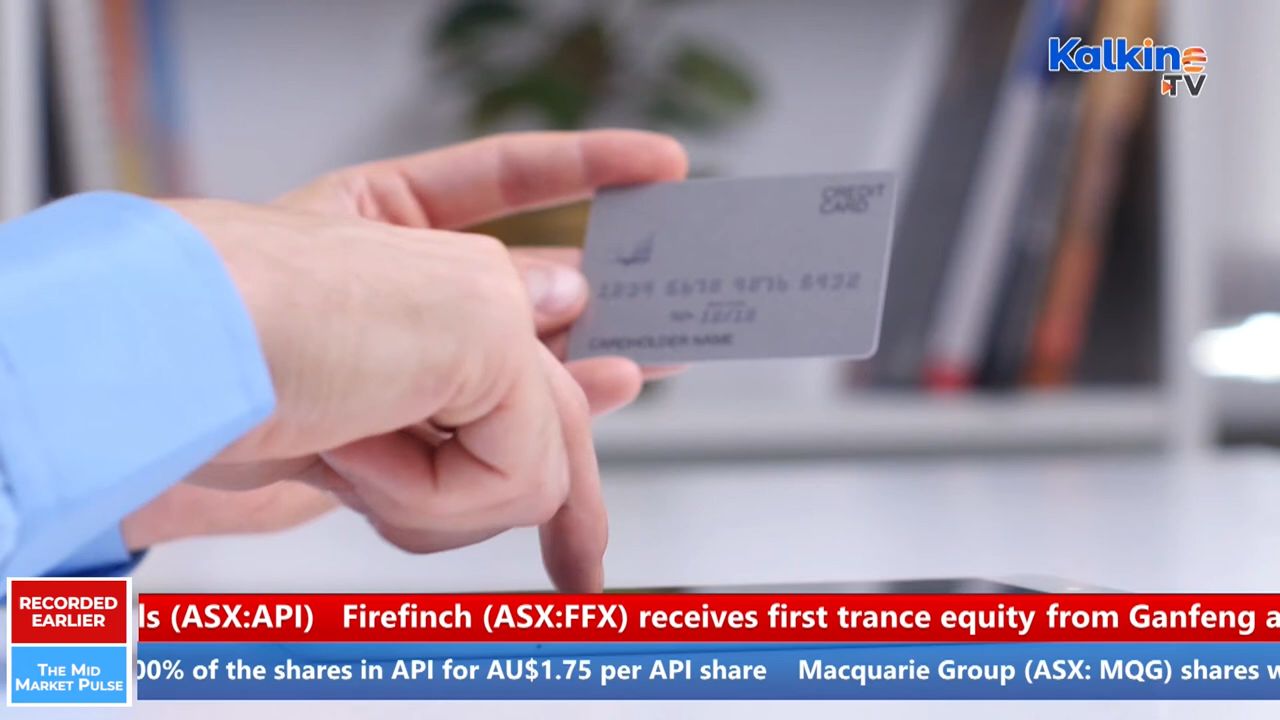 Kalkine
TV
CREDIT
CARD
CARDHOLDER NAME
RECORDED
EARLIER
ls (ASX:API) Firefinch (ASX:FFX) receives first trance equity from Ganfeng a
THE MID
MARKET PULSE
00% of the shares in API for AU$1.75 per API share Macquarie Group (ASX: MQG) shares w